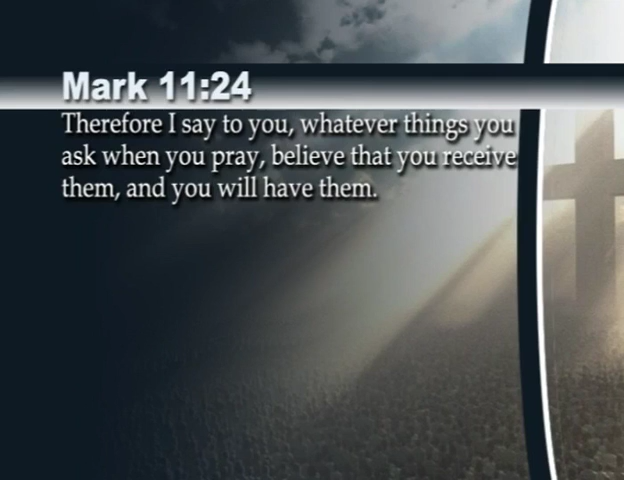 Mark 11:24
Therefore I say to you, whatever things you
ask when you pray, believe that you receive
them, and you will have them.